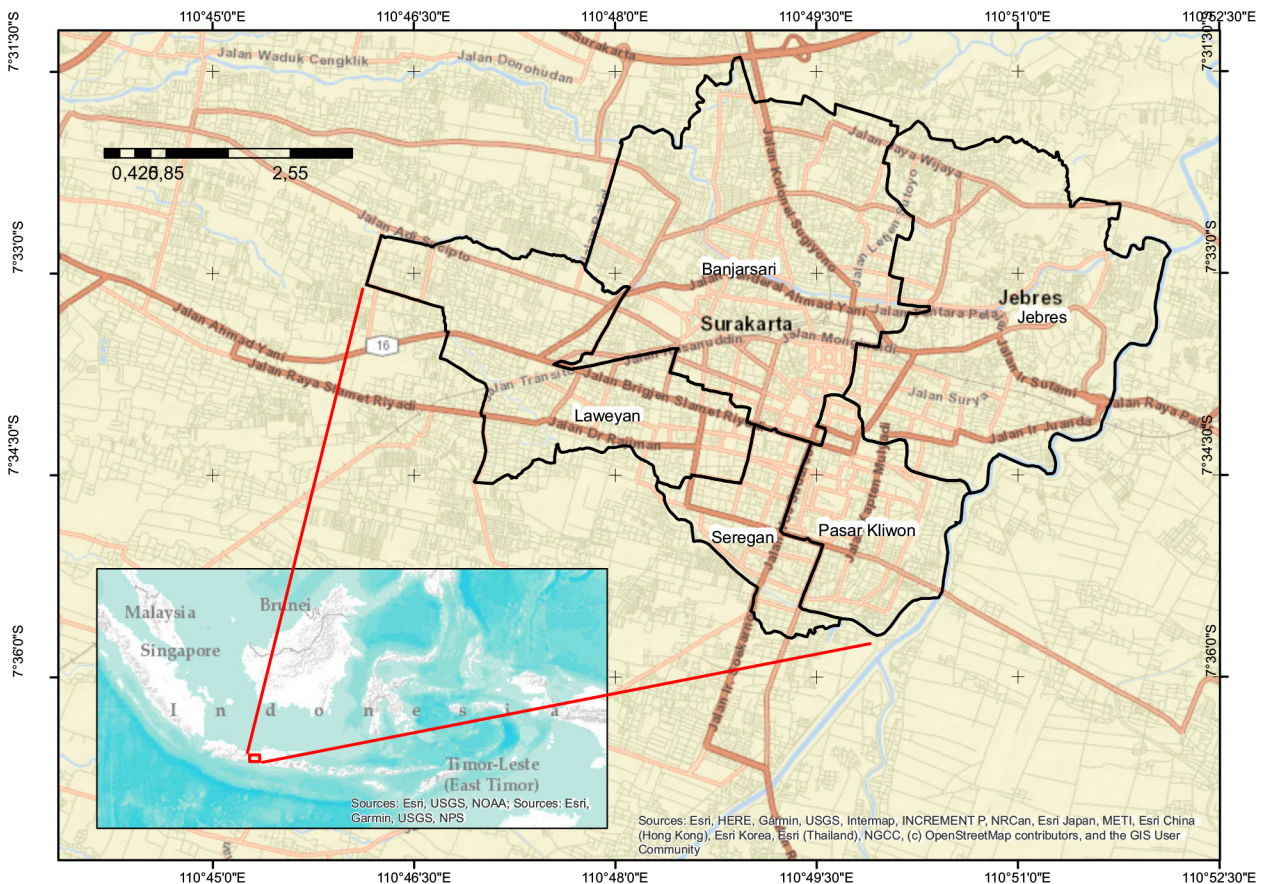 110°45'0"E
110°46'30"E
110°48'0"E
110°49'30"E
110°51'0"E
110°52'30"E
7°31'30"S
7°31'30"S
a-Surakarta
Jalan Waduk Cengklik
Jalan Donohudan
0,425
0,85
2,55
Jalan Raya Wijaya
Jalan Kolonel Sugiyono
Jalan Adi Sucipto
7°33'0"S
7°33'0"S
Banjarsari
Jalan Jenderal Ahmad Yani
Jebres
Jebres
Surakarta
Jalan Ahmad Yani
16
Jalan Transito
Jalan Brigjen Slamet Riyadi
Jalan Surya
Jalan Ir Sutami
Jalan Raya
Jalan Raya Slamet Riyadi
Laweyan
Jalan Dr Rajiman
Jalan Ir Juanda
7°34'30"S
7°34'30"S
Jalan Kapten Mulyadi
Seregan
Pasar Kliwon
Malaysia
Brunei
Singapore
Indonesia
Timor-Leste
(East Timor)
Jalan Ir. Soekarno
7°36'0"S
7°36'0"S
Sources: Esri, USGS, NOAA; Sources: Esri,
Garmin, USGS, NPS
Sources: Esri, HERE, Garmin, USGS, Intermap, INCREMENT P, NRCan, Esri Japan, METI, Esri China
(Hong Kong), Esri Korea, Esri (Thailand), NGCC, (c) OpenStreetMap contributors, and the GIS User
Community
110°45'0"E
110°46'30"E
110°48'0"E
110°49'30"E
110°51'0"E
110°52'30"E